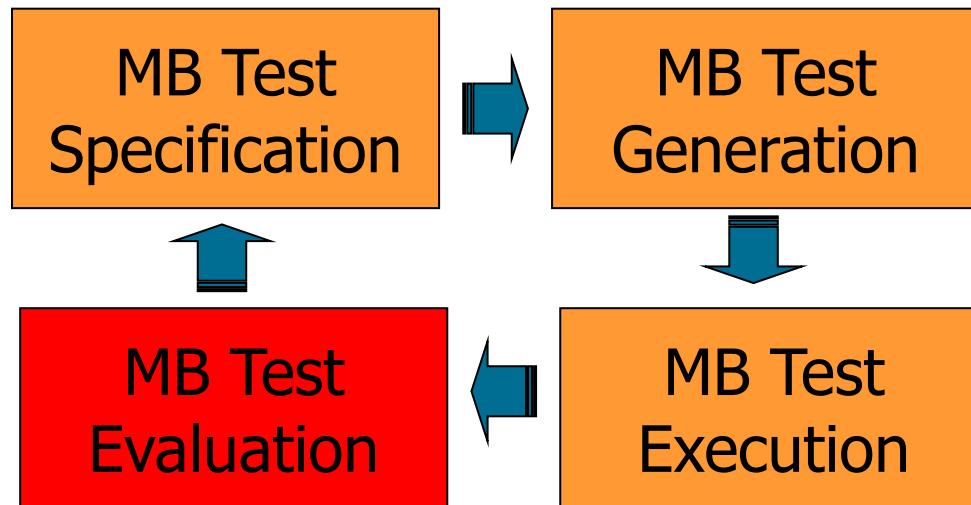 MB Test
Specification
MB Test
Generation
MB Test
Evaluation
MB Test
Execution